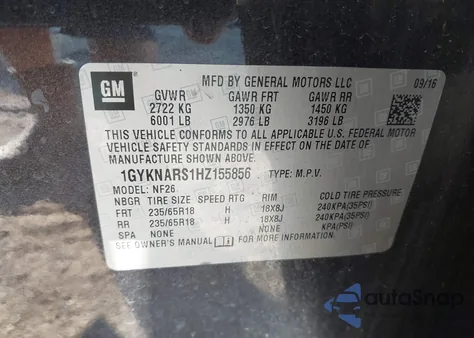 GM
MFD BY GENERAL MOTORS LLC 09/16
GVWR GAWR FRT GAWR RR
2722 KG 1350 KG 1450 KG
6001 LB 2976 LB 3196 LB
THIS VEHICLE CONFORMS TO ALL APPLICABLE U.S. FEDERAL MOTOR
VEHICLE SAFETY STANDARDS IN EFFECT ON THE DATE OF
MANUFACTURE SHOWN ABOVE.
1GYKNARS1HZ155856 TYPE: M.P.V.
MODEL: NF26
NBGR TIRE SIZE SPEED RTG RIM COLD TIRE PRESSURE
FRT 235/65R18 H 18X8J 240KPA(35PSI)
RR 235/65R18 H 18X8J 240KPA(35PSI)
SPA NONE NONE KPA(PSI)
SEE OWNER'S MANUAL FOR MORE INFORMATION
AutoSnap